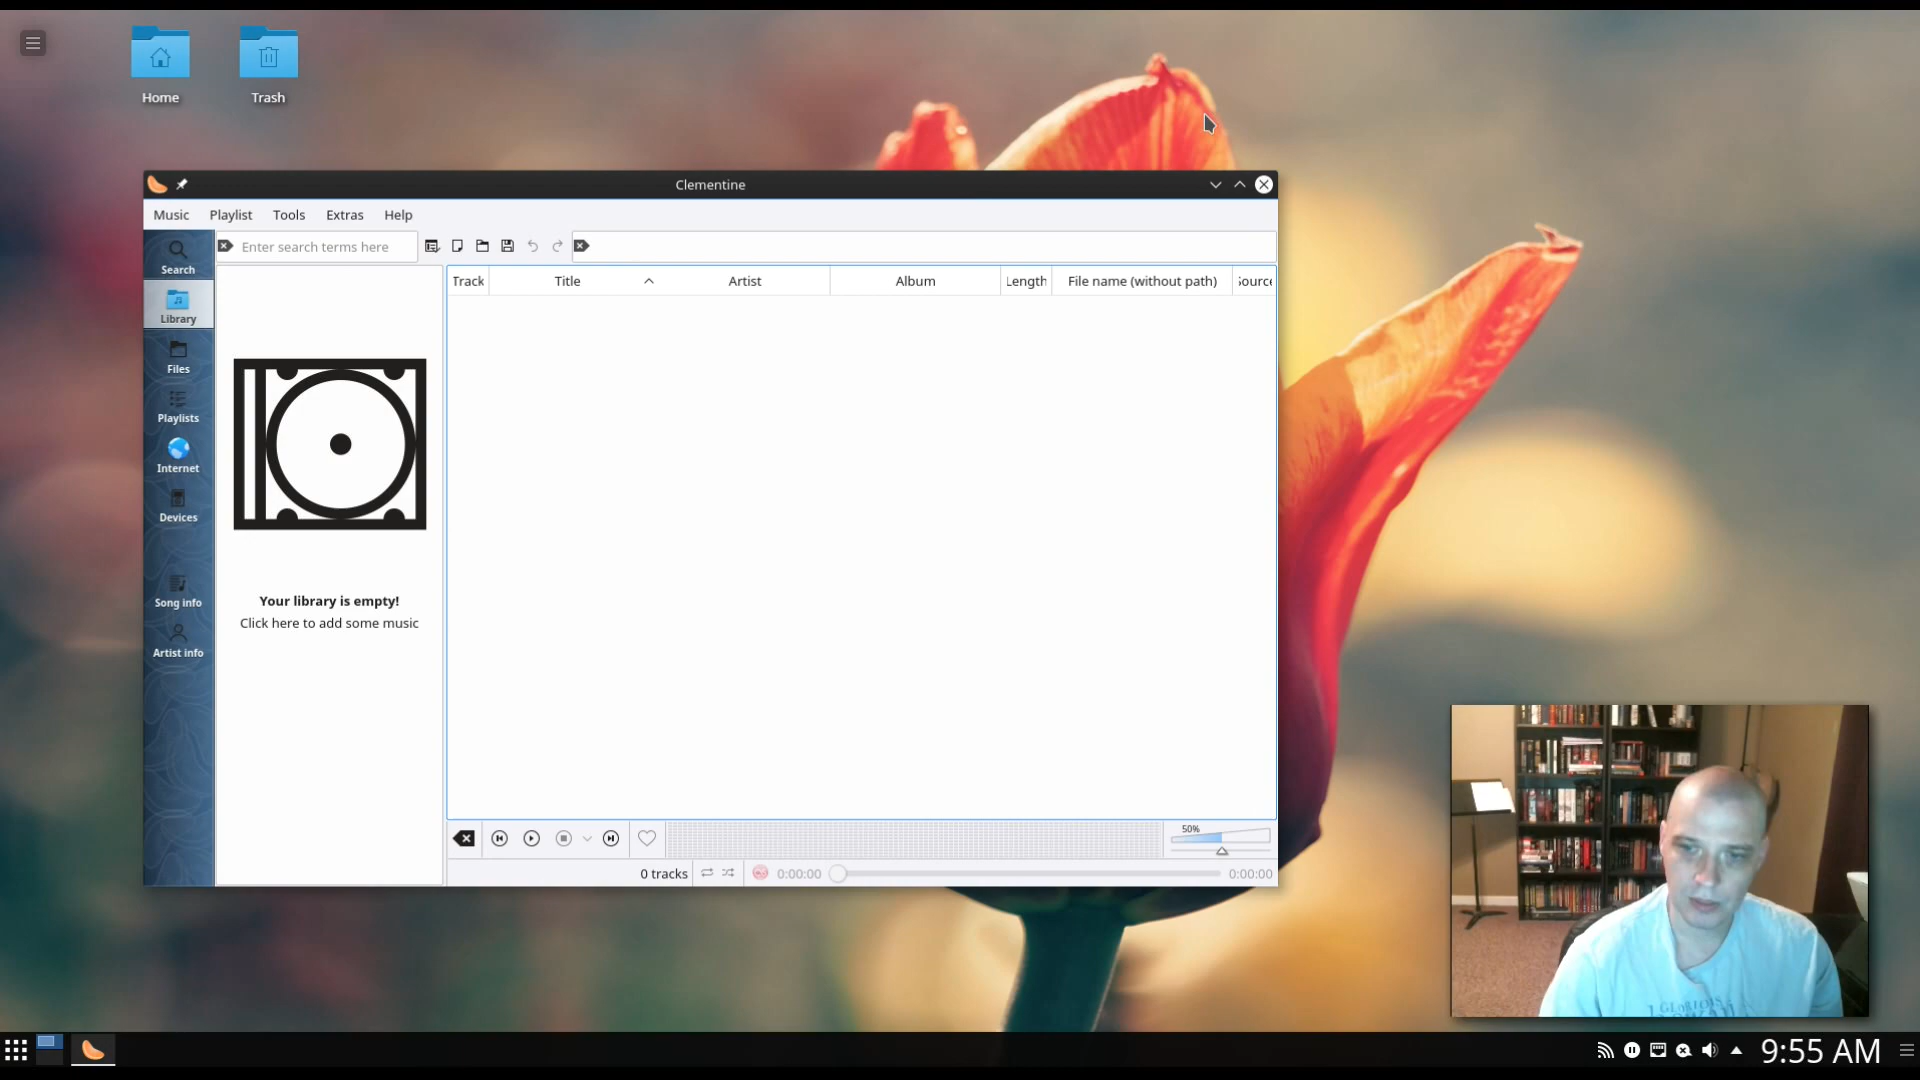 Home
Trash
Clementine
Music Playlist Tools Extras Help
Enter search terms here
Search
Library
Files
Playlists
Internet
Devices
Song info
Artist info
Track Title Artist Album Length File name (without path)
Your library is empty!
Click here to add some music
50%
0 tracks
0:00:00
0:00:00
GLORIOUS
9:55 AM